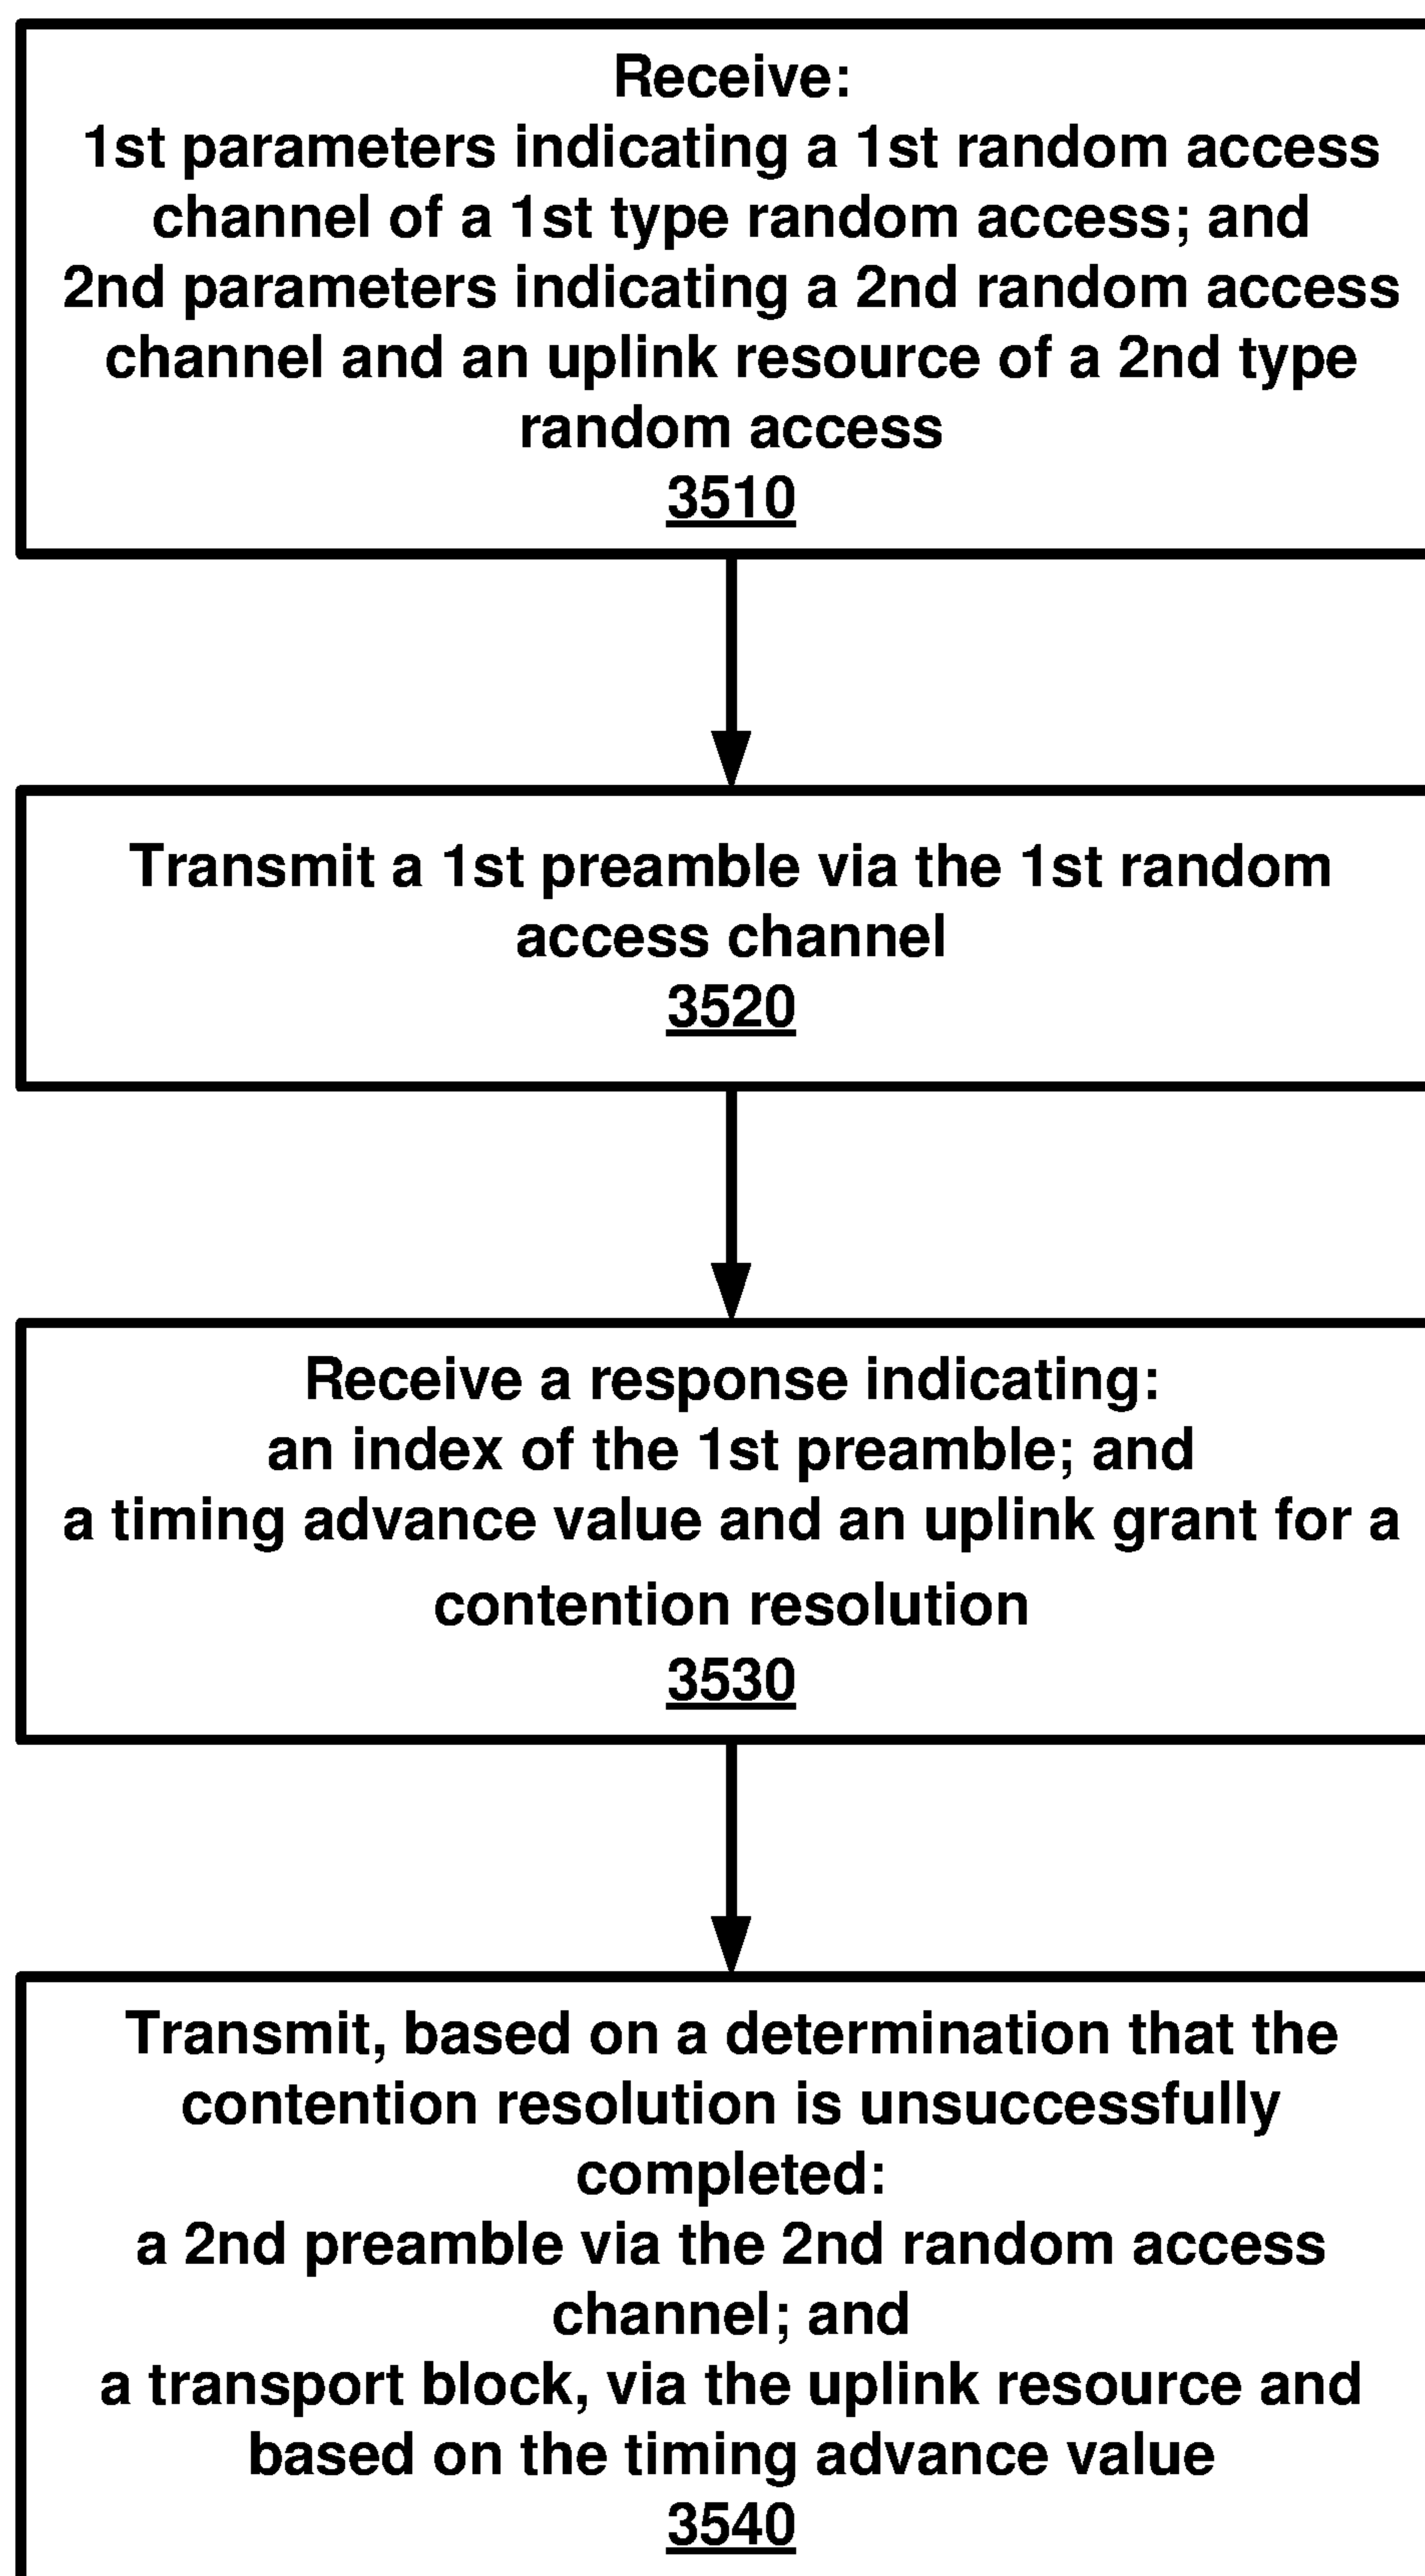 Receive:
1st parameters indicating a 1st random access
channel of a 1st type random access; and
2nd parameters indicating a 2nd random access
channel and an uplink resource of a 2nd type
random access
3510
Transmit a 1st preamble via the 1st random
access channel
3520
Receive a response indicating:
an index of the 1st preamble; and
a timing advance value and an uplink grant for a
contention resolution
3530
Transmit, based on a determination that the
contention resolution is unsuccessfully
completed:
a 2nd preamble via the 2nd random access
channel; and
a transport block, via the uplink resource and
based on the timing advance value
3540